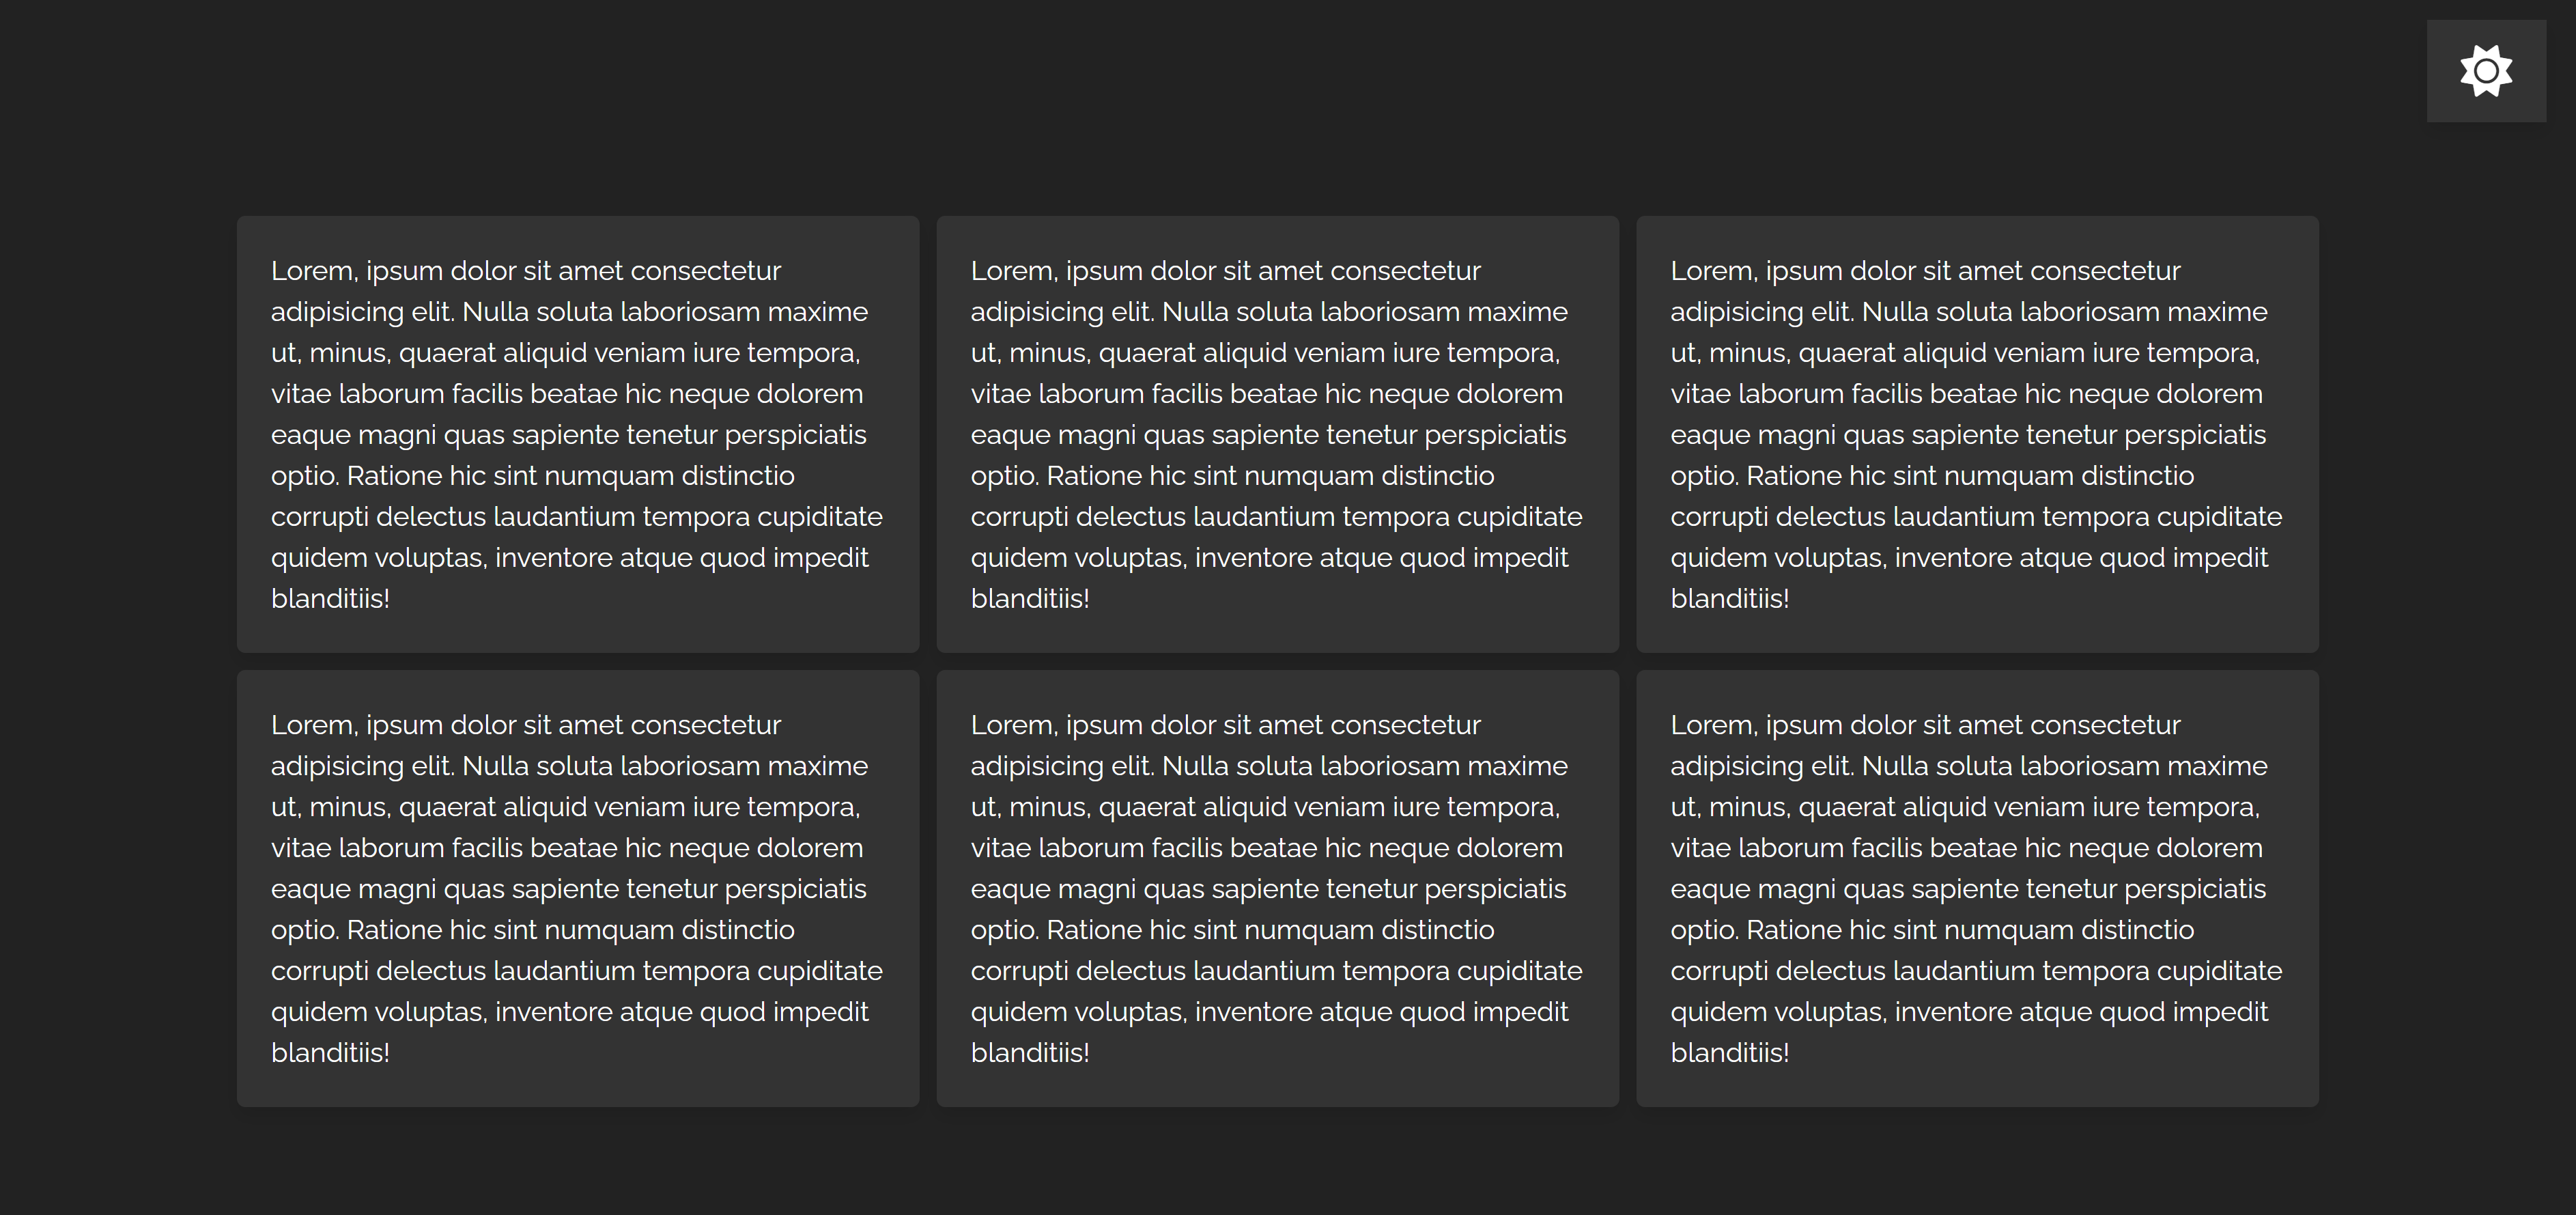 Lorem, ipsum dolor sit amet consectetur
adipisicing elit. Nulla soluta laboriosam maxime
ut, minus, quaerat aliquid veniam iure tempora,
vitae laborum facilis beatae hic neque dolorem
eaque magni quas sapiente tenetur perspiciatis
optio. Ratione hic sint numquam distinctio
corrupti delectus laudantium tempora cupiditate
quidem voluptas, inventore atque quod impedit
blanditiis!
Lorem, ipsum dolor sit amet consectetur
adipisicing elit. Nulla soluta laboriosam maxime
ut, minus, quaerat aliquid veniam iure tempora,
vitae laborum facilis beatae hic neque dolorem
eaque magni quas sapiente tenetur perspiciatis
optio. Ratione hic sint numquam distinctio
corrupti delectus laudantium tempora cupiditate
quidem voluptas, inventore atque quod impedit
blanditiis!
Lorem, ipsum dolor sit amet consectetur
adipisicing elit. Nulla soluta laboriosam maxime
ut, minus, quaerat aliquid veniam iure tempora,
vitae laborum facilis beatae hic neque dolorem
eaque magni quas sapiente tenetur perspiciatis
optio. Ratione hic sint numquam distinctio
corrupti delectus laudantium tempora cupiditate
quidem voluptas, inventore atque quod impedit
blanditiis!
Lorem, ipsum dolor sit amet consectetur
adipisicing elit. Nulla soluta laboriosam maxime
ut, minus, quaerat aliquid veniam iure tempora,
vitae laborum facilis beatae hic neque dolorem
eaque magni quas sapiente tenetur perspiciatis
optio. Ratione hic sint numquam distinctio
corrupti delectus laudantium tempora cupiditate
quidem voluptas, inventore atque quod impedit
blanditiis!
Lorem, ipsum dolor sit amet consectetur
adipisicing elit. Nulla soluta laboriosam maxime
ut, minus, quaerat aliquid veniam iure tempora,
vitae laborum facilis beatae hic neque dolorem
eaque magni quas sapiente tenetur perspiciatis
optio. Ratione hic sint numquam distinctio
corrupti delectus laudantium tempora cupiditate
quidem voluptas, inventore atque quod impedit
blanditiis!
Lorem, ipsum dolor sit amet consectetur
adipisicing elit. Nulla soluta laboriosam maxime
ut, minus, quaerat aliquid veniam iure tempora,
vitae laborum facilis beatae hic neque dolorem
eaque magni quas sapiente tenetur perspiciatis
optio. Ratione hic sint numquam distinctio
corrupti delectus laudantium tempora cupiditate
quidem voluptas, inventore atque quod impedit
blanditiis!